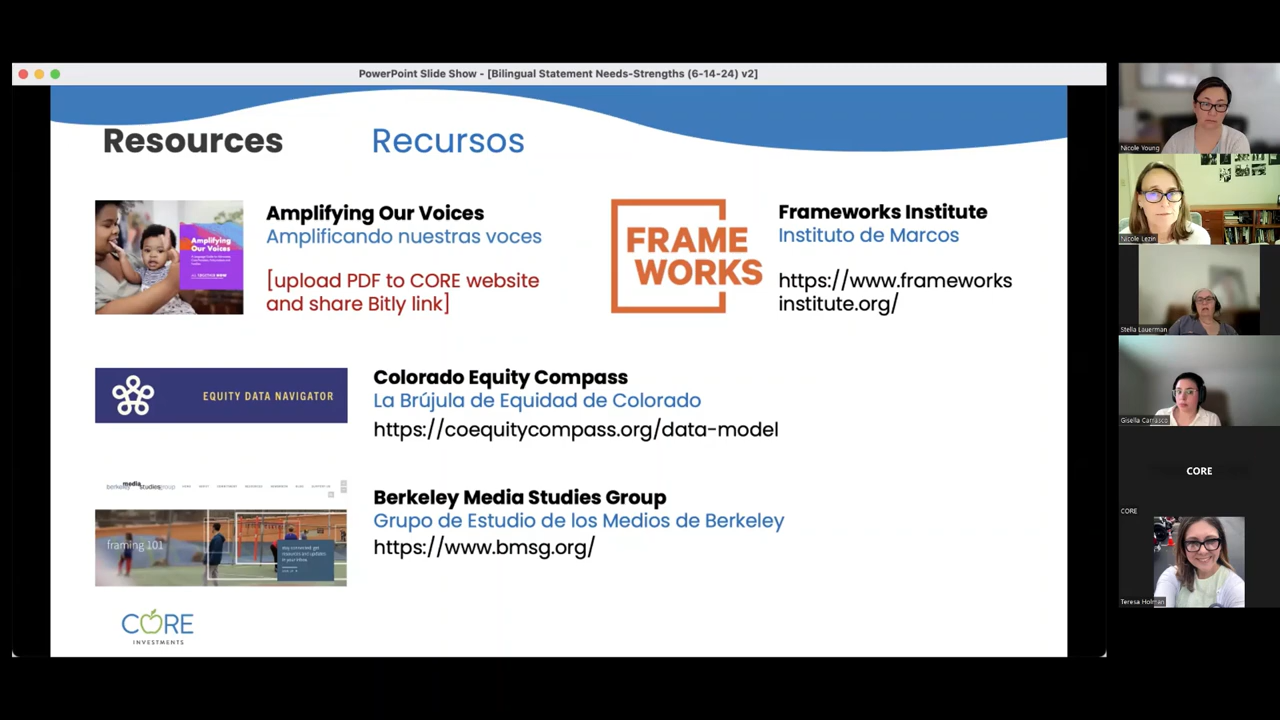 PowerPoint Slide Show - [Bilingual Statement Needs-Strengths (6-14-24) v2]
Resources
Recursos
Amplifying
Our Voices
Amplifying Our Voices
Amplificando nuestras voces
[upload PDF to CORE website
and share Bitly link]
FRAME
WORKS
Frameworks Institute
Instituto de Marcos
https://www.frameworks
institute.org/
EQUITY DATA NAVIGATOR
Colorado Equity Compass
La Brújula de Equidad de Colorado
https://coequitycompass.org/data-model
berkeley media studies group
framing 101
Berkeley Media Studies Group
Grupo de Estudio de los Medios de Berkeley
https://www.bmsg.org/
CORE
INVESTMENTS
Nicole Young
Nicole Lezin
Stella Lauerman
Gisella Carrasco
CORE
CORE
Teresa Holman